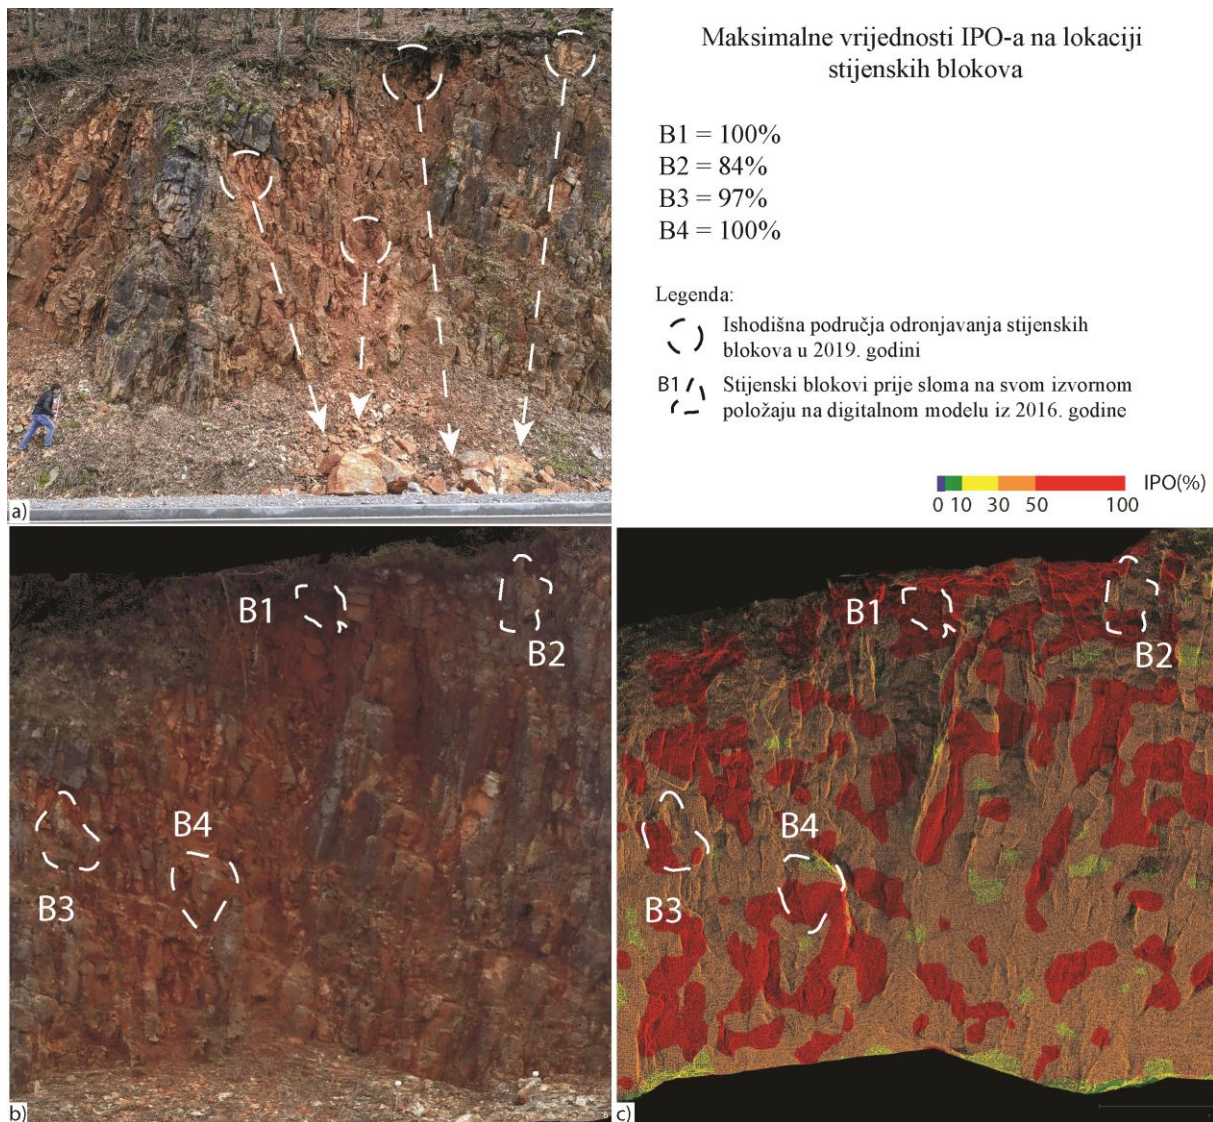 Maksimalne vrijednosti IPO-a na lokaciji
stijenskih blokova
B1 = 100%
B2 = 84%
B3 = 97%
B4 = 100%
Legenda:
Ishodišna područja odronjavanja stijenskih
blokova u 2019. godini
B1
Stijenski blokovi prije sloma na svom izvornom
položaju na digitalnom modelu iz 2016. godine
IPO(%)
0 10 30 50 100
a)
B1
B2
B3
B4
b)
B1
B2
B3
B4
c)